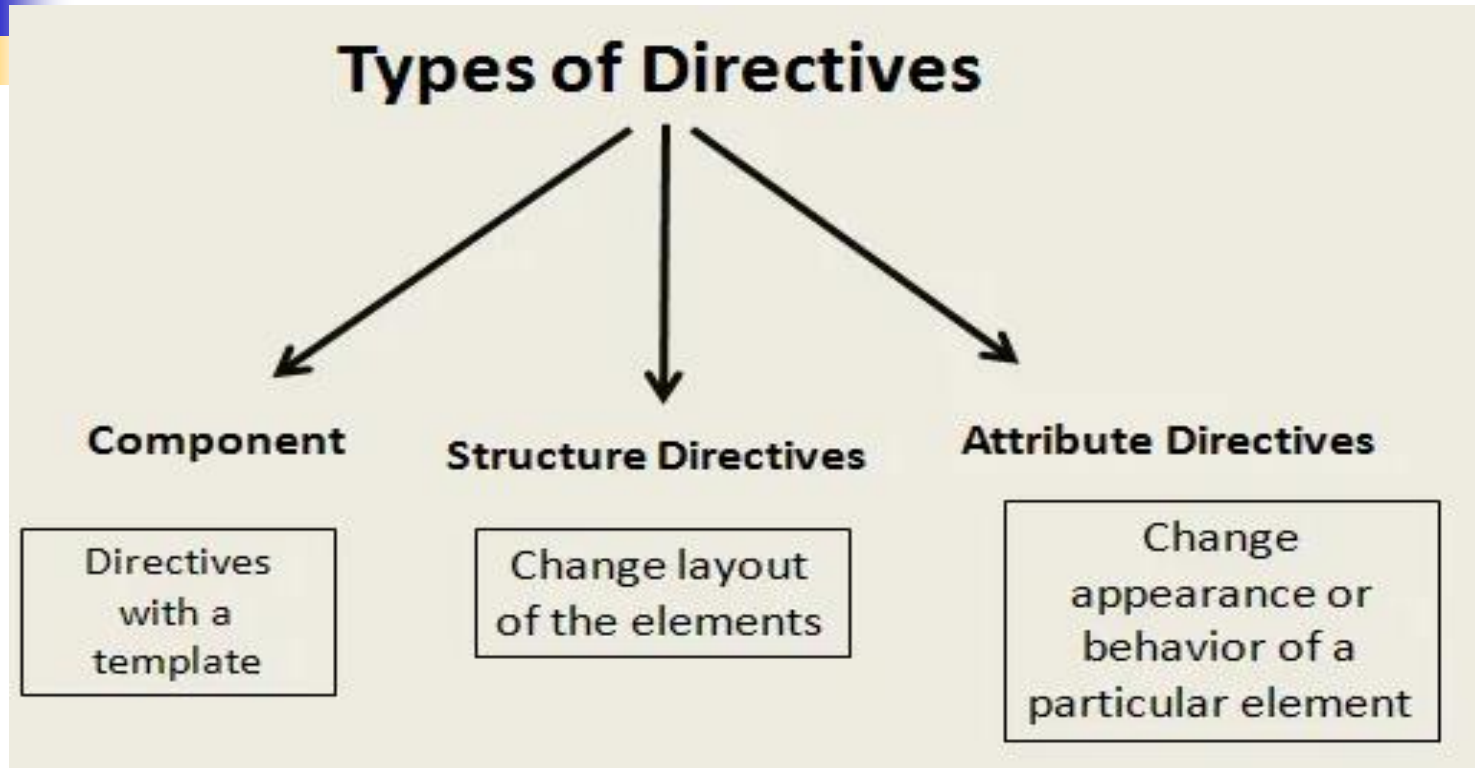 Types of Directives
Component
Structure Directives
Attribute Directives
Directives
with a
template
Change layout
of the elements
Change
appearance or
behavior of a
particular element